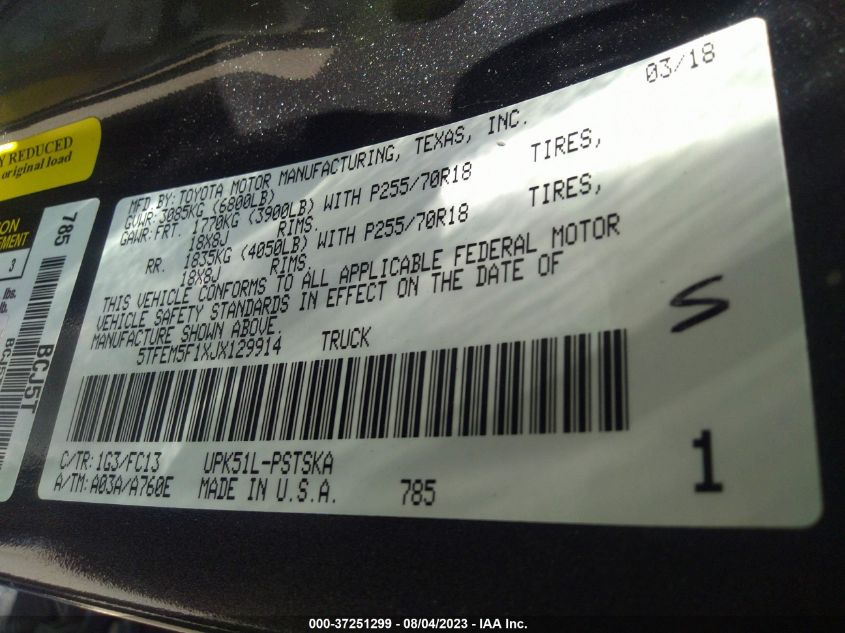 03/18
MFD.BY:TOYOTA MOTOR MANUFACTURING, TEXAS, INC.
GVWR:3085KG (6800LB)
GAWR:FRT. 1770KG (3900LB) WITH P255/70R18 TIRES,
18X8J RIMS.
RR. 1835KG (4050LB) WITH P255/70R18 TIRES,
18X8J RIMS.
THIS VEHICLE CONFORMS TO ALL APPLICABLE FEDERAL MOTOR
VEHICLE SAFETY STANDARDS IN EFFECT ON THE DATE OF
MANUFACTURE SHOWN ABOVE.
5TFEM5F1XJX129914 TRUCK
C/TR:1G3/FC13 UPK51L-PSTSKA
A/TM:A03A/A760E MADE IN U.S.A. 785
S
1
Y REDUCED
original load
785
BCJ5T
3
lbs.
000-37251299 — 08/04/2023 — IAA Inc.